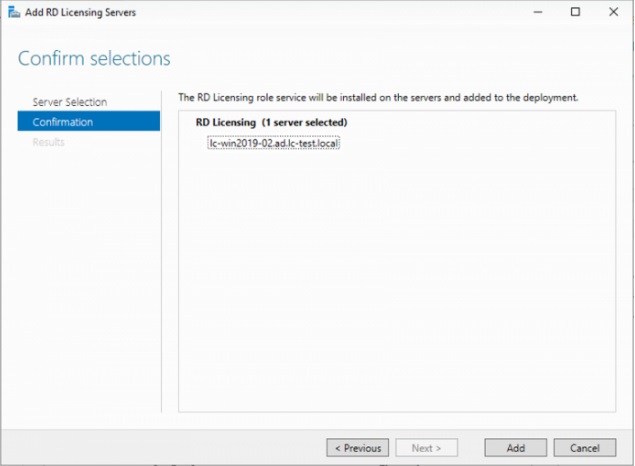 Add RD Licensing Servers
Confirm selections
Server Selection
Confirmation
Results
The RD Licensing role service will be installed on the servers and added to the deployment.
RD Licensing (1 server selected)
lc-win2019-02.ad.lc-test.local
< Previous
Next >
Add
Cancel